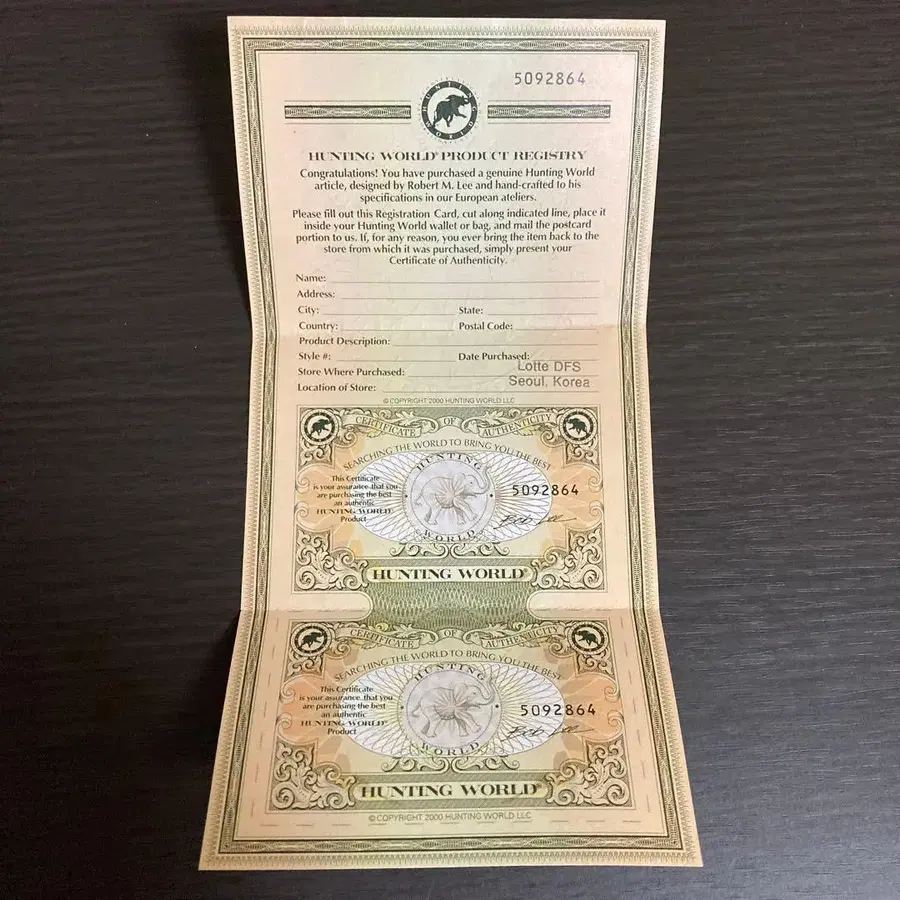 5092864
HUNTING WORLD
HUNTING WORLD® PRODUCT REGISTRY
Congratulations! You have purchased a genuine Hunting World
article, designed by Robert M. Lee and hand-crafted to his
specifications in our European ateliers.
Please fill out this Registration Card, cut along indicated line, place it
inside your Hunting World wallet or bag, and mail the postcard
portion to us. If, for any reason, you ever bring the item back to the
store from which it was purchased, simply present your
Certificate of Authenticity.
Name:
Address:
City: State:
Country: Postal Code:
Product Description:
Style #: Date Purchased:
Store Where Purchased: Lotte DFS
Location of Store: Seoul, Korea
© COPYRIGHT 2000 HUNTING WORLD LLC
CERTIFICATE OF AUTHENTICITY
SEARCHING THE WORLD TO BRING YOU THE BEST
HUNTING WORLD
This Certificate
is your assurance that you
are purchasing the best
an authentic
HUNTING WORLD®
Product
5092864
Bob Lee
HUNTING WORLD®
CERTIFICATE OF AUTHENTICITY
SEARCHING THE WORLD TO BRING YOU THE BEST
HUNTING WORLD
This Certificate
is your assurance that you
are purchasing the best
an authentic
HUNTING WORLD®
Product
5092864
Bob Lee
HUNTING WORLD®
© COPYRIGHT 2000 HUNTING WORLD LLC